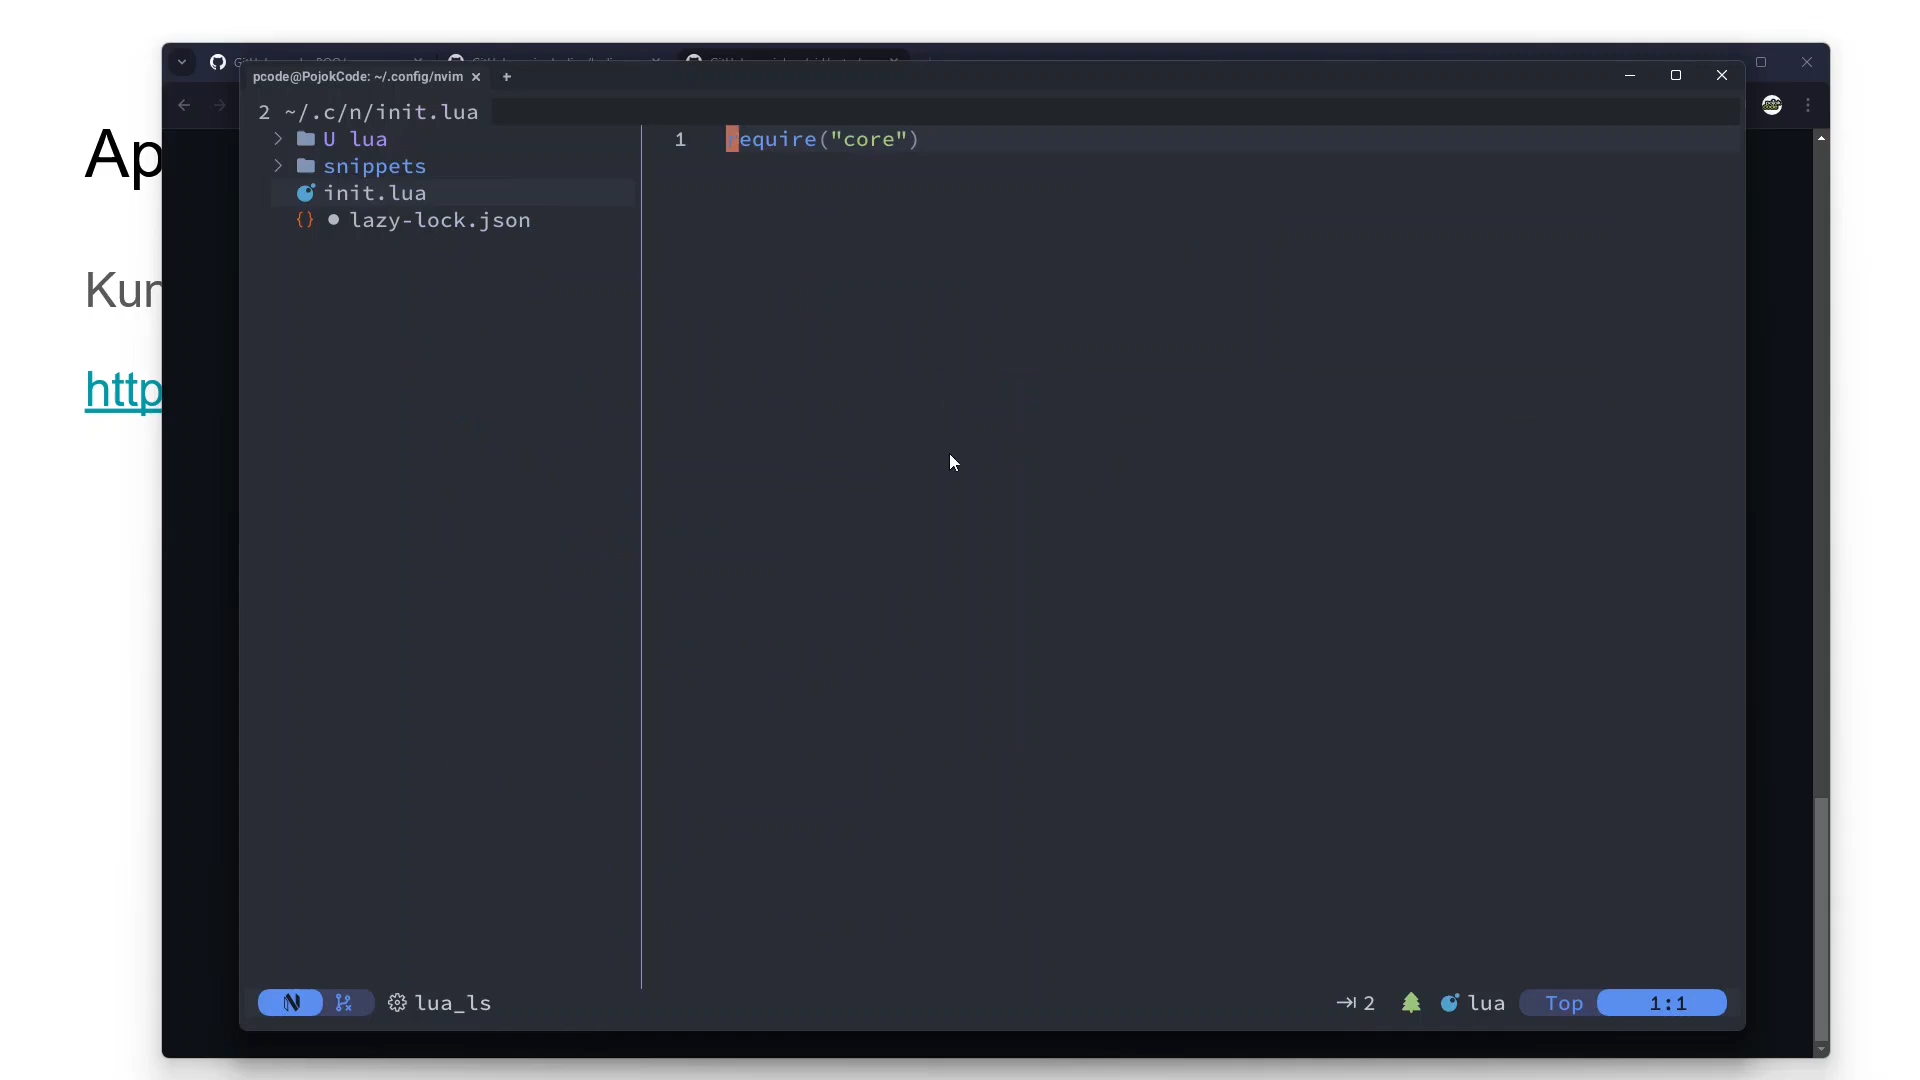 pcode@PojokCode: ~/.config/nvim
2 ~/.c/n/init.lua
U lua
snippets
init.lua
{} lazy-lock.json
1 require("core")
lua_ls
2
lua
Top
1:1
Ap
Kun
http